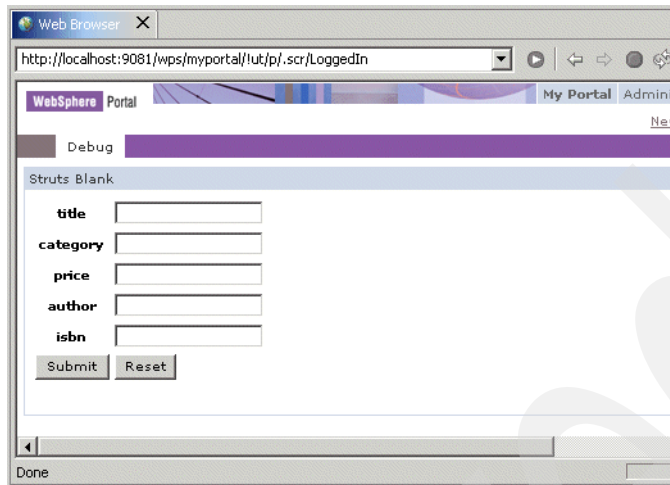 Web Browser
http://localhost:9081/wps/myportal/!ut/p/.scr/LoggedIn
WebSphere Portal
My Portal
Debug
Struts Blank
title
category
price
author
isbn
Submit Reset
Done